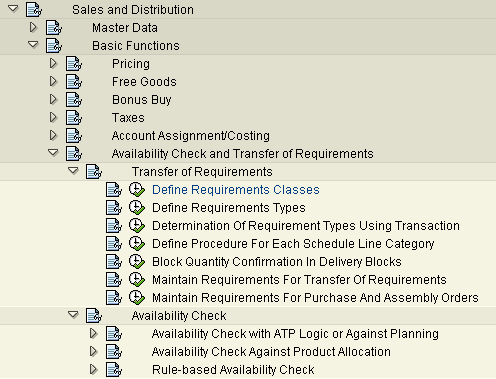 Sales and Distribution
Master Data
Basic Functions
Pricing
Free Goods
Bonus Buy
Taxes
Account Assignment/Costing
Availability Check and Transfer of Requirements
Transfer of Requirements
Define Requirements Classes
Define Requirements Types
Determination Of Requirement Types Using Transaction
Define Procedure For Each Schedule Line Category
Block Quantity Confirmation In Delivery Blocks
Maintain Requirements For Transfer Of Requirements
Maintain Requirements For Purchase And Assembly Orders
Availability Check
Availability Check with ATP Logic or Against Planning
Availability Check Against Product Allocation
Rule-based Availability Check